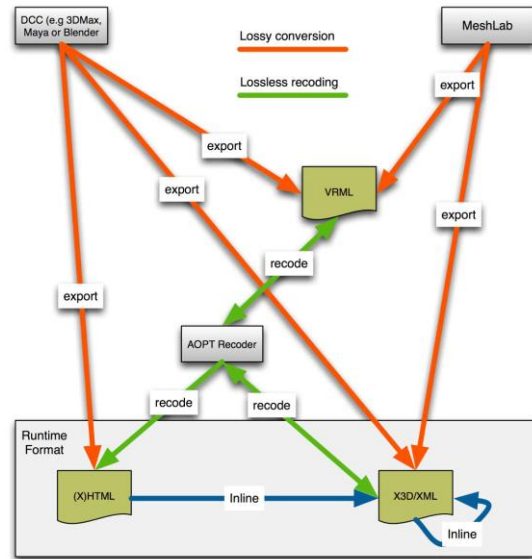 DCC (e.g 3DMax,
Maya or Blender
Lossy conversion
MeshLab
Lossless recoding
export
export
VRML
export
export
recode
export
AOPT Recoder
recode
recode
Runtime
Format
(X)HTML
Inline
X3D/XML
Inline